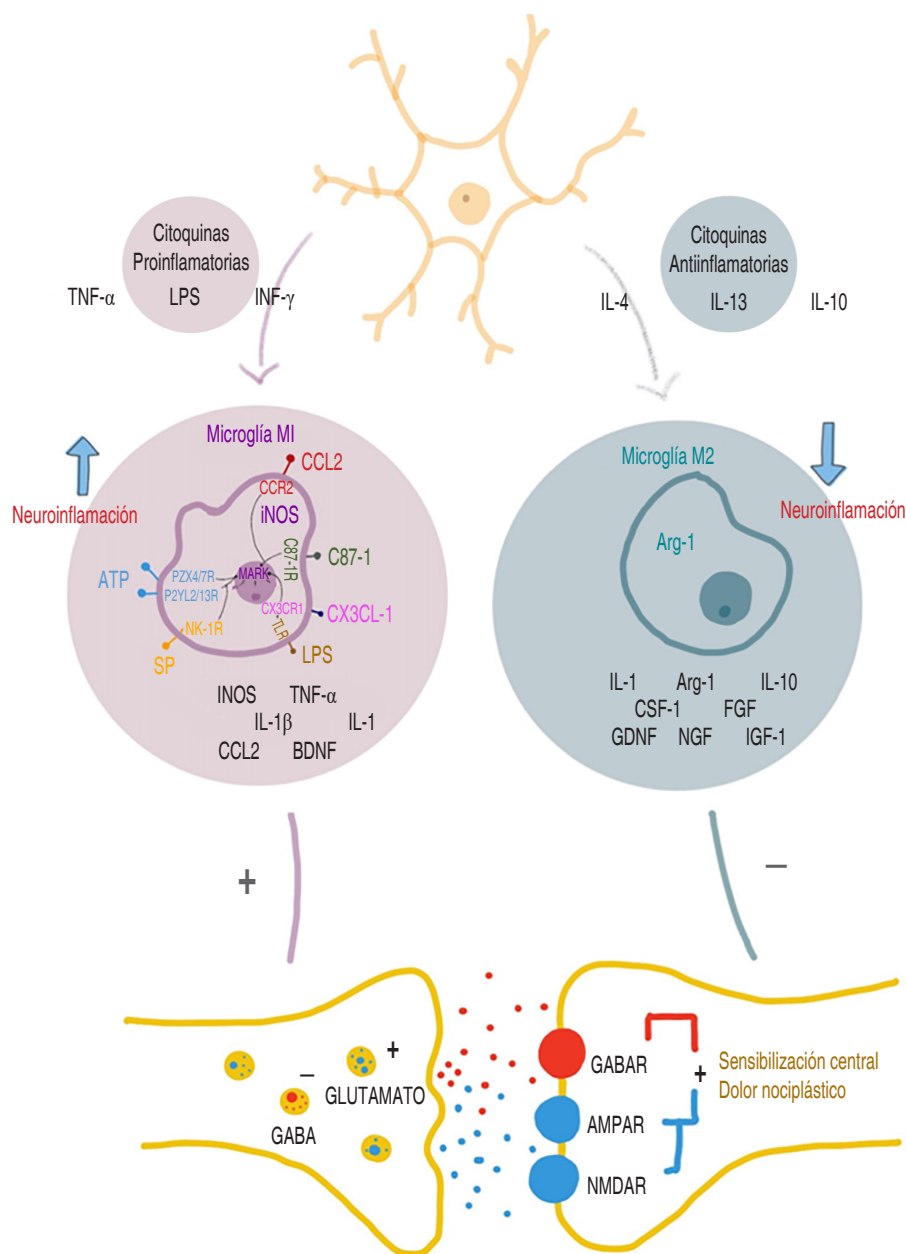 Citoquinas
Proinflamatorias
TNF-α LPS INF-γ
Citoquinas
Antiinflamatorias
IL-4 IL-13 IL-10
Microglía MI
CCL2
CCR2
iNOS
Neuroinflamación
C87-1R
C87-1
MARK
ATP
PZX4/7R
P2YL2/13R
CX3CR1
CX3CL-1
NK-1R
TLR
SP
LPS
INOS TNF-α
IL-1β IL-1
CCL2 BDNF
Microglía M2
Neuroinflamación
Arg-1
IL-1 Arg-1 IL-10
CSF-1 FGF
GDNF NGF IGF-1
+
–
+
–
GLUTAMATO
GABA
GABAR
AMPAR
NMDAR
+
Sensibilización central
Dolor nociplástico